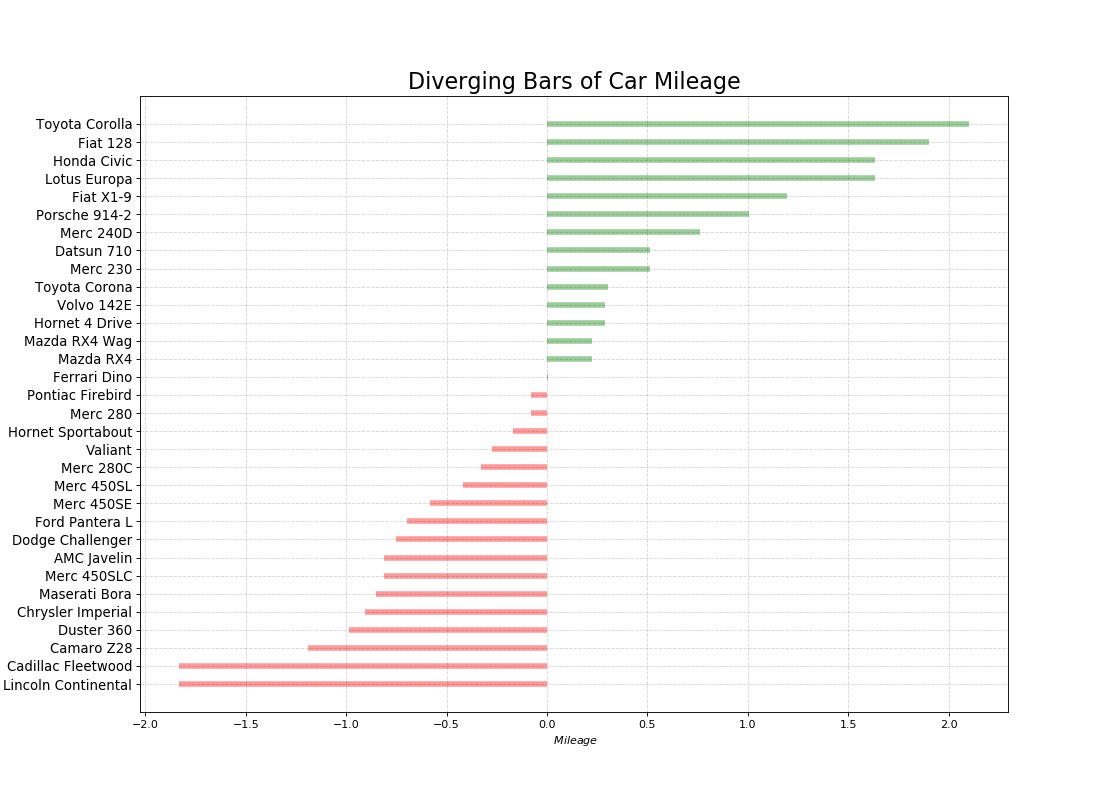 Diverging Bars of Car Mileage
Toyota Corolla
Fiat 128
Honda Civic
Lotus Europa
Fiat X1-9
Porsche 914-2
Merc 240D
Datsun 710
Merc 230
Toyota Corona
Volvo 142E
Hornet 4 Drive
Mazda RX4 Wag
Mazda RX4
Ferrari Dino
Pontiac Firebird
Merc 280
Hornet Sportabout
Valiant
Merc 280C
Merc 450SL
Merc 450SE
Ford Pantera L
Dodge Challenger
AMC Javelin
Merc 450SLC
Maserati Bora
Chrysler Imperial
Duster 360
Camaro Z28
Cadillac Fleetwood
Lincoln Continental
−2.0 −1.5 −1.0 −0.5 0.0 0.5 1.0 1.5 2.0
Mileage